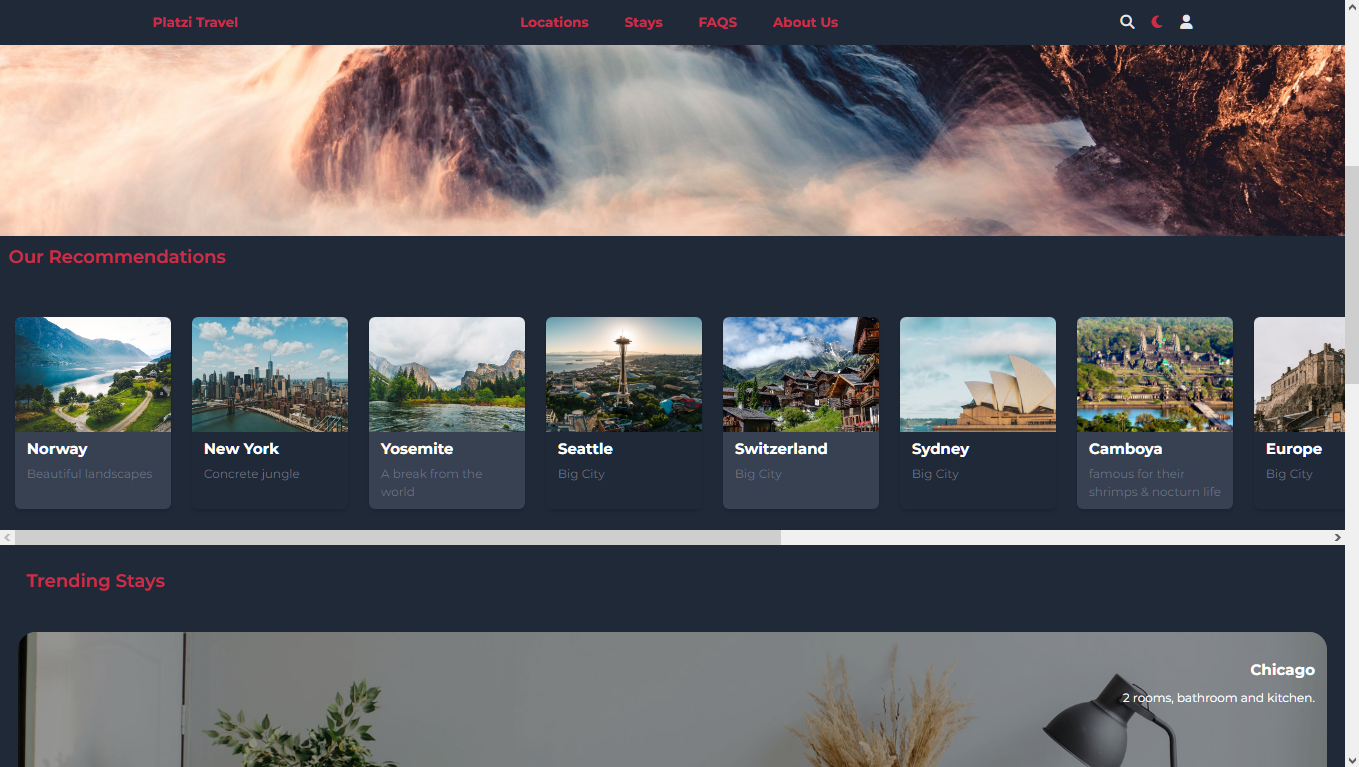 Platzi Travel
Locations
Stays
FAQS
About Us
Our Recommendations
Norway
Beautiful landscapes
New York
Concrete jungle
Yosemite
A break from the
world
Seattle
Big City
Switzerland
Big City
Sydney
Big City
Camboya
famous for their
shrimps & nocturn life
Europe
Big City
Trending Stays
Chicago
2 rooms, bathroom and kitchen.